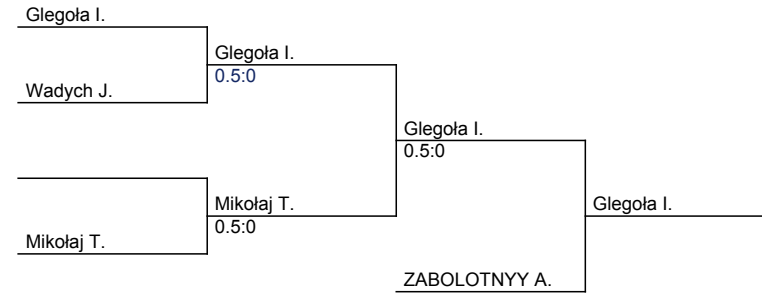 Glegoła I.
Glegoła I.
0.5:0
Wadych J.
Glegoła I.
0.5:0
Mikołaj T.
0.5:0
Glegoła I.
Mikołaj T.
ZABOLOTNYY A.